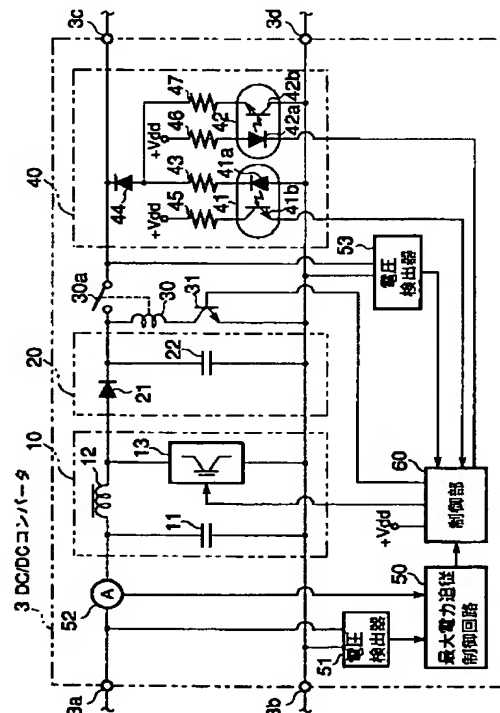 3 DC/DCコンバータ
10
20
40
3a
3b
3c
3d
52
A
11
12
13
21
22
30a
30
31
44
+Vdd
+Vdd
45
43
46
47
41
41a
41b
42
42a
42b
53
電圧
検出器
51
電圧
検出器
50
最大電力追従
制御回路
+Vdd
60
制御部